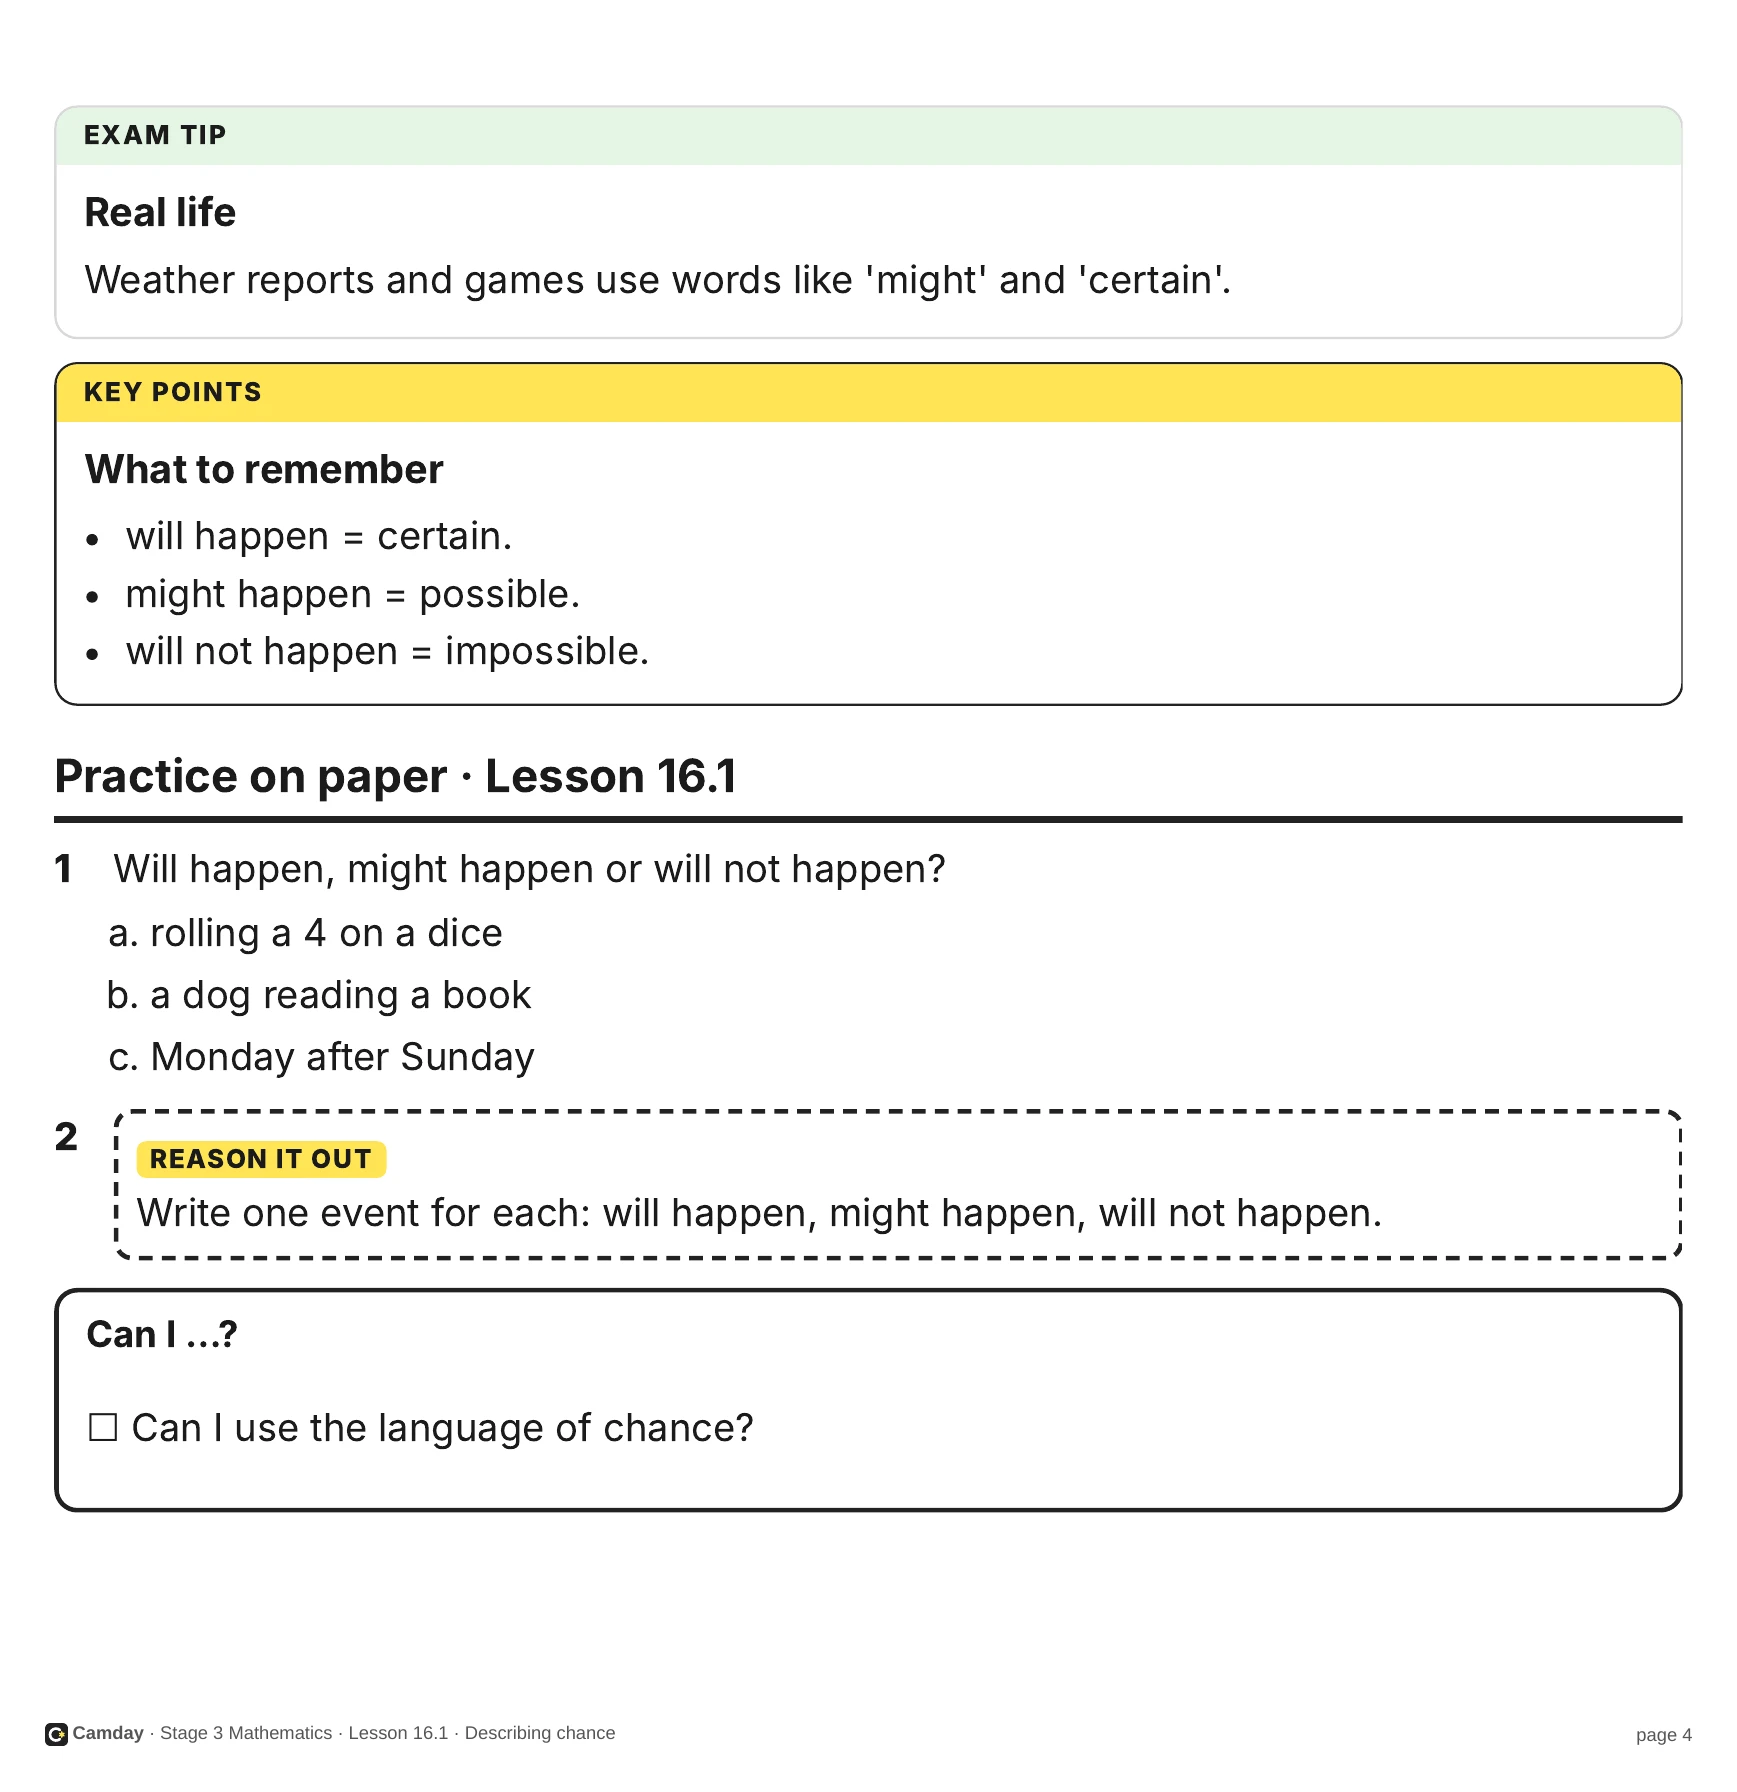 EXAM TIP
Real life
Weather reports and games use words like 'might' and 'certain'.
KEY POINTS
What to remember
• will happen = certain.
• might happen = possible.
• will not happen = impossible.
Practice on paper · Lesson 16.1
1 Will happen, might happen or will not happen?
a. rolling a 4 on a dice
b. a dog reading a book
c. Monday after Sunday
2 REASON IT OUT
Write one event for each: will happen, might happen, will not happen.
Can I ...?
☐ Can I use the language of chance?
Camday · Stage 3 Mathematics · Lesson 16.1 · Describing chance
page 4